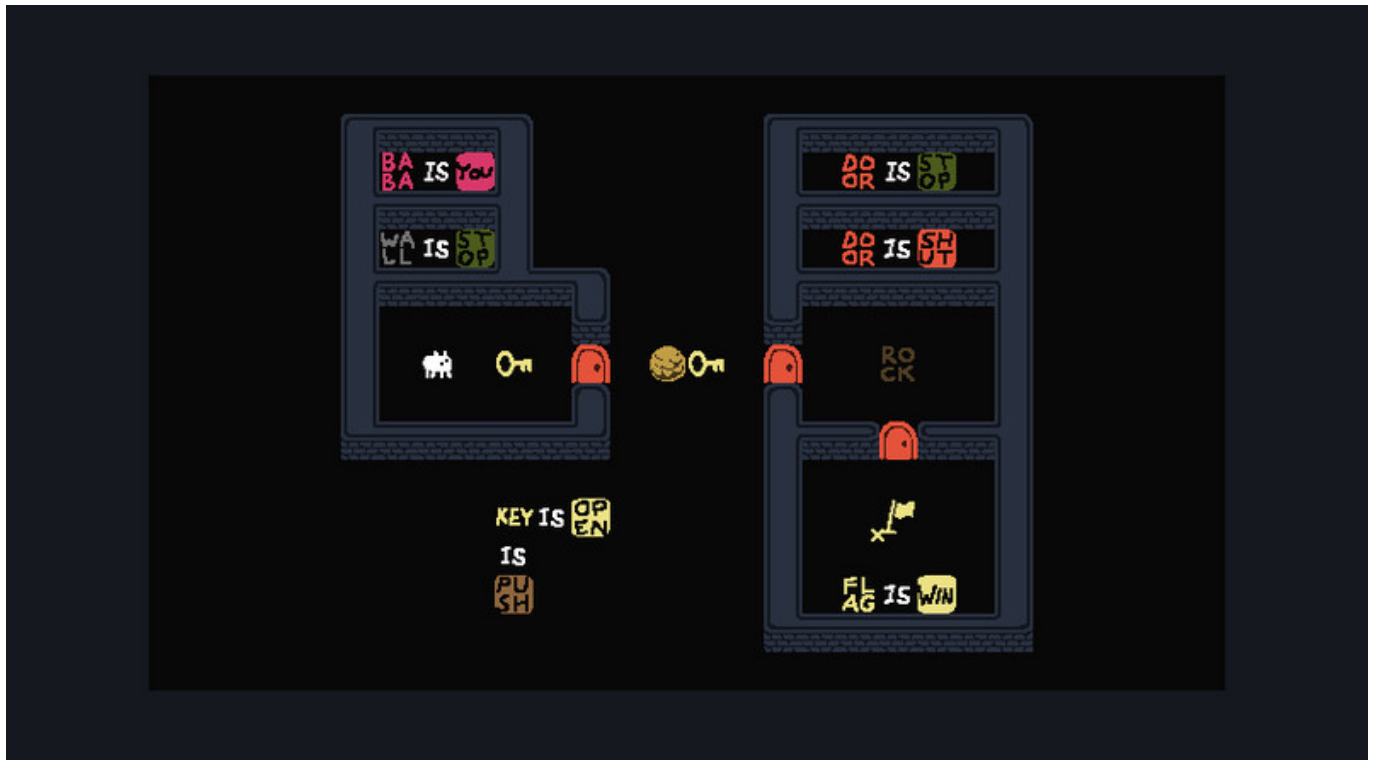 BABA IS YOU
DOOR IS STOP
WALL IS STOP
DOOR IS SHUT
ROCK
KEY IS OPEN
IS
PUSH
FLAG IS WIN